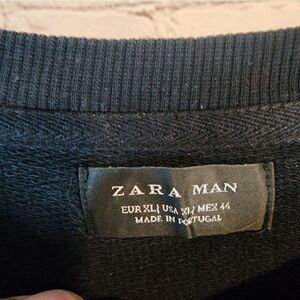 ZARA MAN
EUR XL| USA XL| MEX 44
MADE IN PORTUGAL